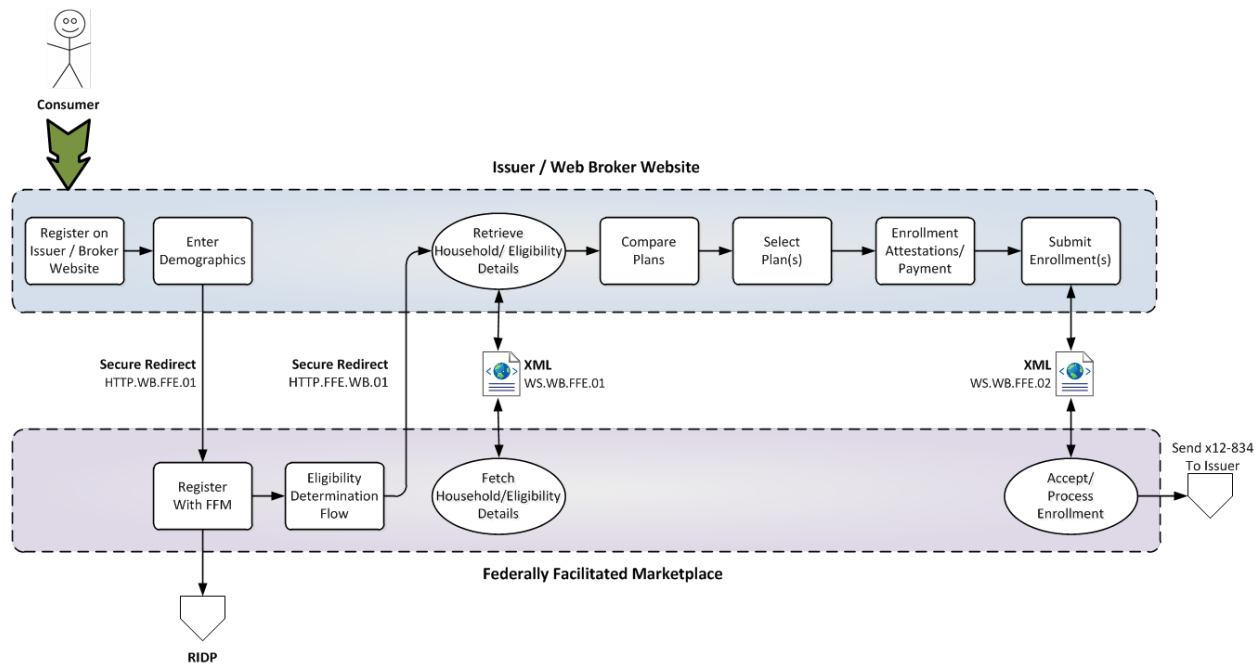 Consumer
Issuer / Web Broker Website
Register on
Issuer / Broker
Website
Enter
Demographics
Retrieve
Household/ Eligibility
Details
Compare
Plans
Select
Plan(s)
Enrollment
Attestations/
Payment
Submit
Enrollment(s)
Secure Redirect
HTTP.WB.FFE.01
Secure Redirect
HTTP.FFE.WB.01
XML
WS.WB.FFE.01
XML
WS.WB.FFE.02
Register
With FFM
Eligibility
Determination
Flow
Fetch
Household/Eligibility
Details
Accept/
Process
Enrollment
Send x12-834
To Issuer
Federally Facilitated Marketplace
RIDP